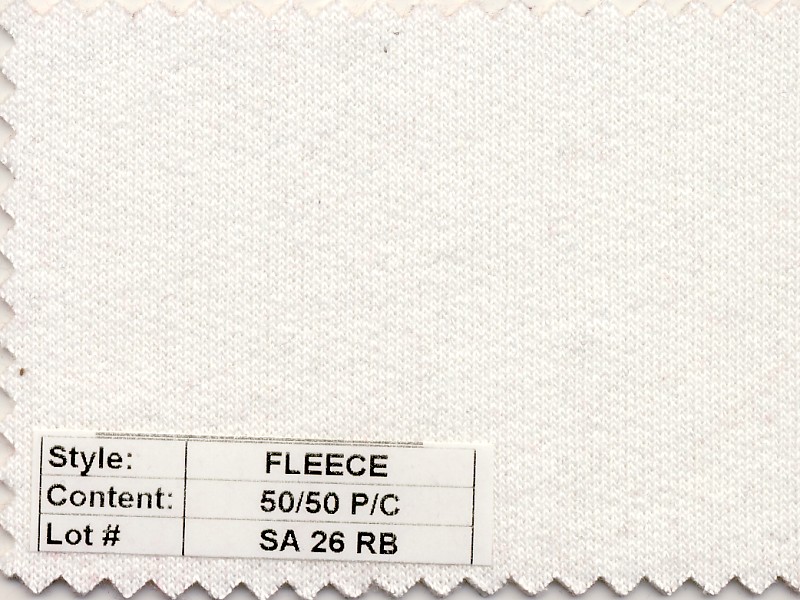 Style: FLEECE
Content: 50/50 P/C
Lot # SA 26 RB